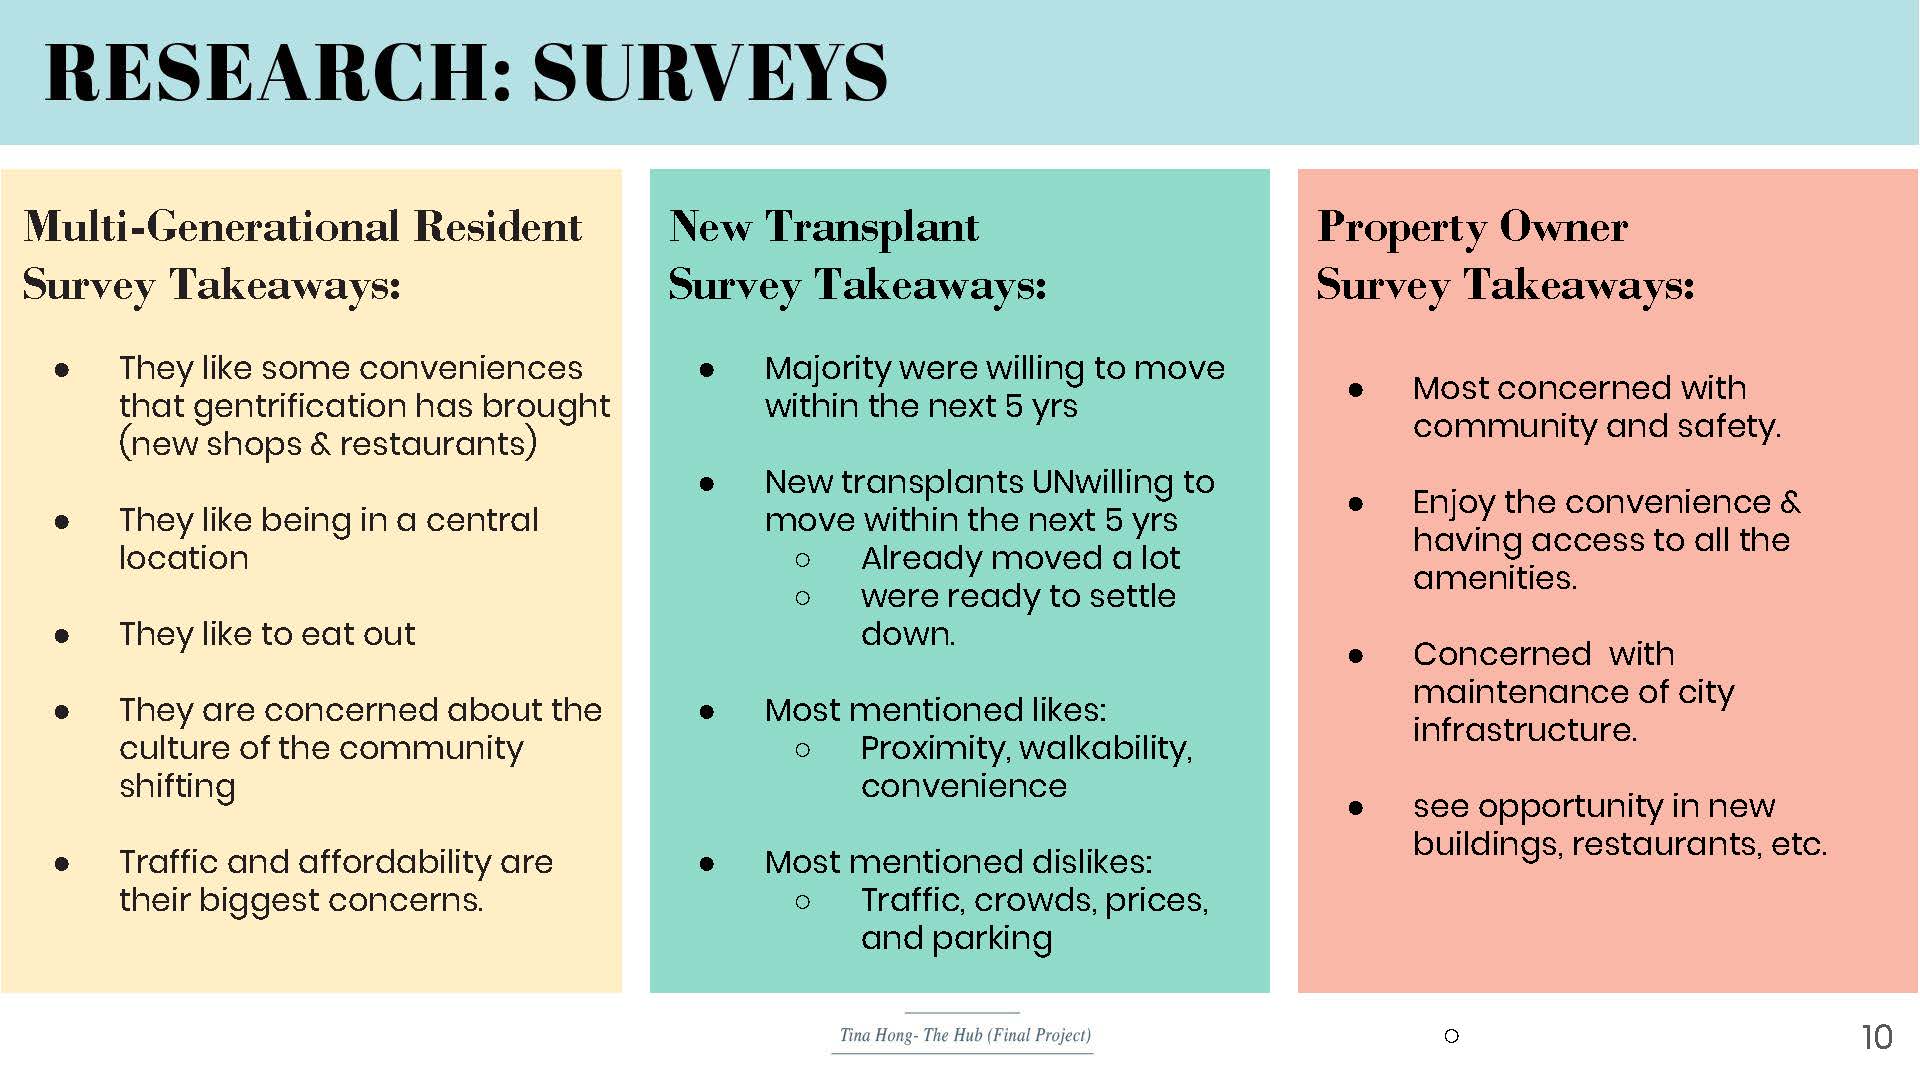 RESEARCH: SURVEYS
Multi-Generational Resident
Survey Takeaways:
● They like some conveniences
that gentrification has brought
(new shops & restaurants)
● They like being in a central
location
● They like to eat out
● They are concerned about the
culture of the community
shifting
● Traffic and affordability are
their biggest concerns.
New Transplant
Survey Takeaways:
● Majority were willing to move
within the next 5 yrs
● New transplants UNwilling to
move within the next 5 yrs
○ Already moved a lot
○ were ready to settle
down.
● Most mentioned likes:
○ Proximity, walkability,
convenience
● Most mentioned dislikes:
○ Traffic, crowds, prices,
and parking
Property Owner
Survey Takeaways:
● Most concerned with
community and safety.
● Enjoy the convenience &
having access to all the
amenities.
● Concerned  with
maintenance of city
infrastructure.
● see opportunity in new
buildings, restaurants, etc.
Tina Hong- The Hub (Final Project)
○
10